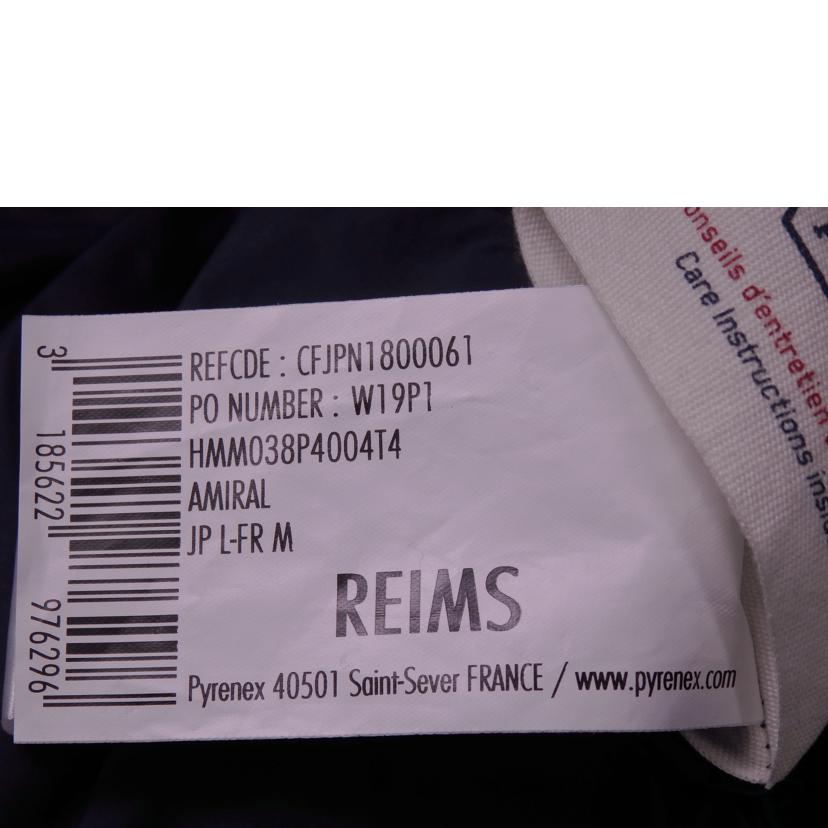 REFCDE : CFJPN1800061
PO NUMBER : W19P1
HMM038P4004T4
AMIRAL
JP L-FR M
REIMS
Pyrenex 40501 Saint-Sever FRANCE / www.pyrenex.com
3 185622 976296
onseils d'entretien
Care Instructions insid